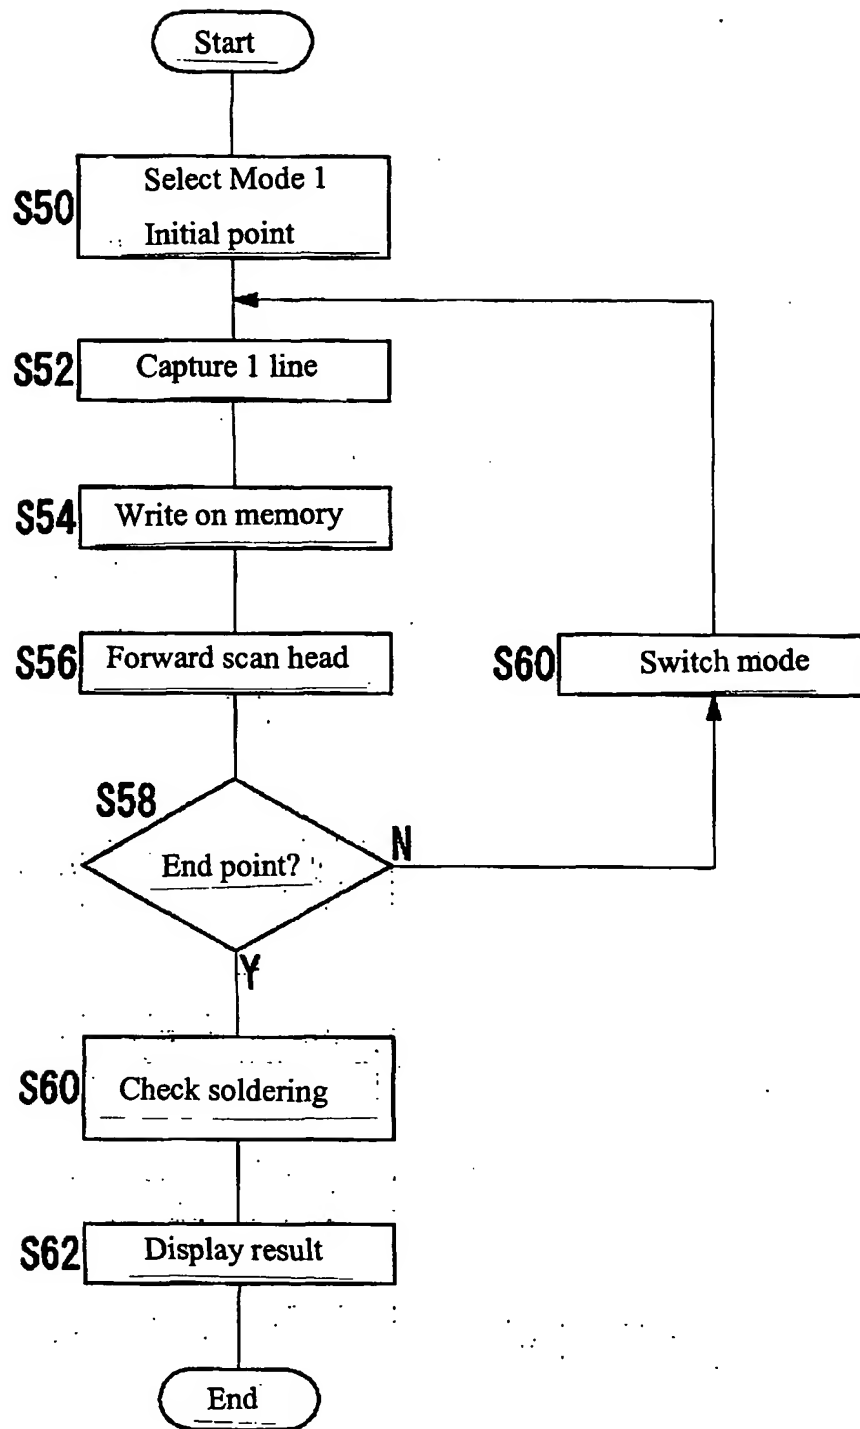 Start
S50
Select Mode 1
Initial point
S52
Capture 1 line
S54
Write on memory
S56
Forward scan head
S60
Switch mode
S58
End point?
N
Y
S60
Check soldering
S62
Display result
End